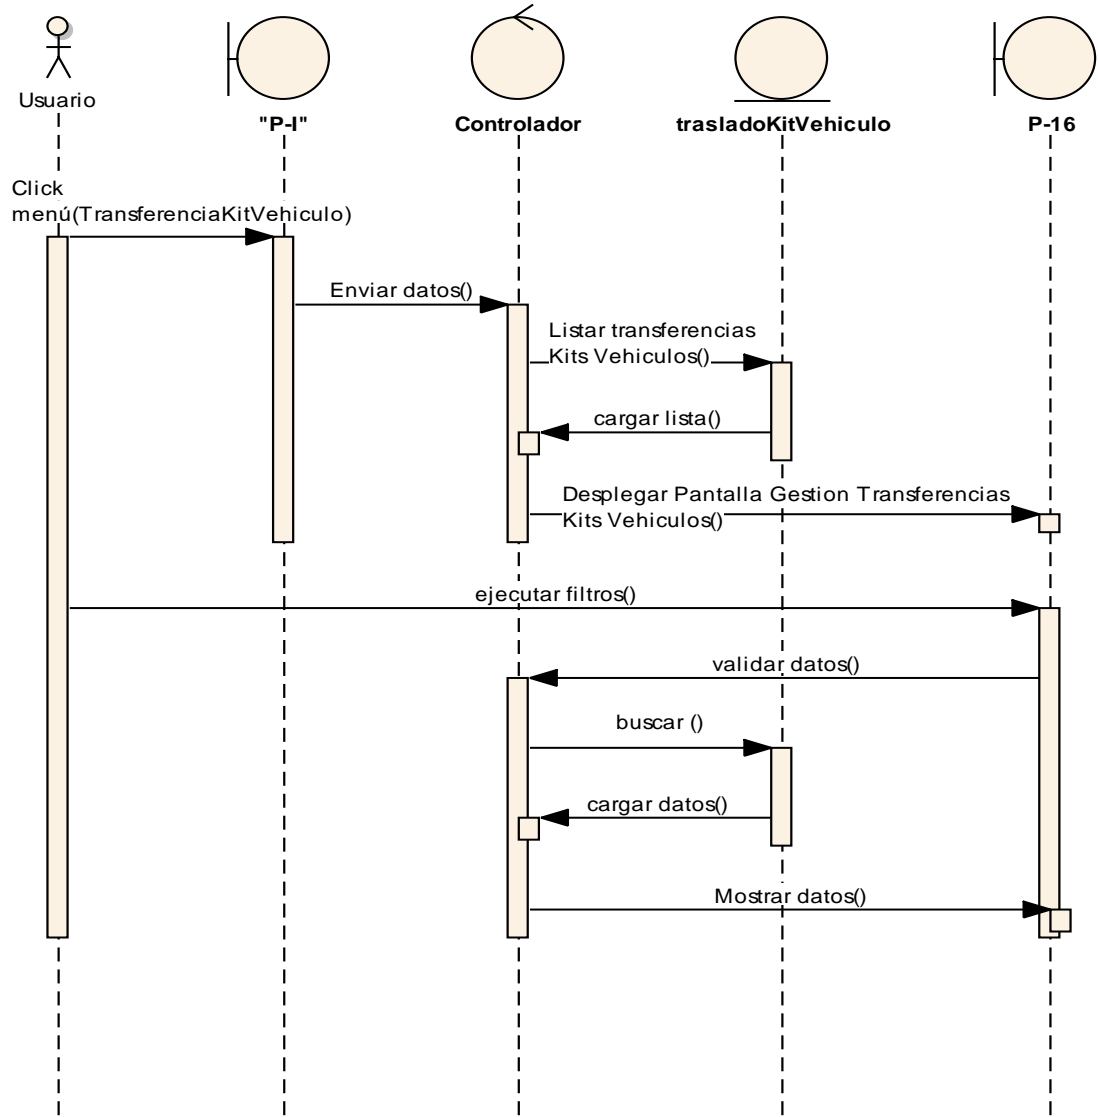 Usuario
"P-I"
Controlador
trasladoKitVehiculo
P-16
Click
menú(TransferenciaKitVehiculo)
Enviar datos()
Listar transferencias
Kits Vehiculos()
cargar lista()
Desplegar Pantalla Gestion Transferencias
Kits Vehiculos()
ejecutar filtros()
validar datos()
buscar ()
cargar datos()
Mostrar datos()